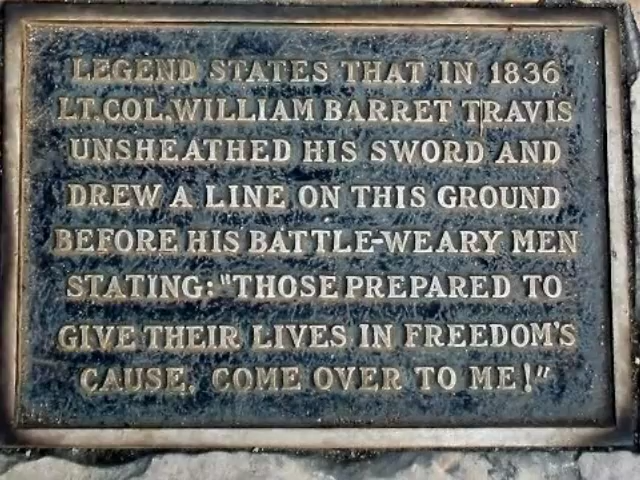 LEGEND STATES THAT IN 1836
LT.COL.WILLIAM BARRET TRAVIS
UNSHEATHED HIS SWORD AND
DREW A LINE ON THIS GROUND
BEFORE HIS BATTLE-WEARY MEN
STATING: "THOSE PREPARED TO
GIVE THEIR LIVES IN FREEDOM'S
CAUSE, COME OVER TO ME!"